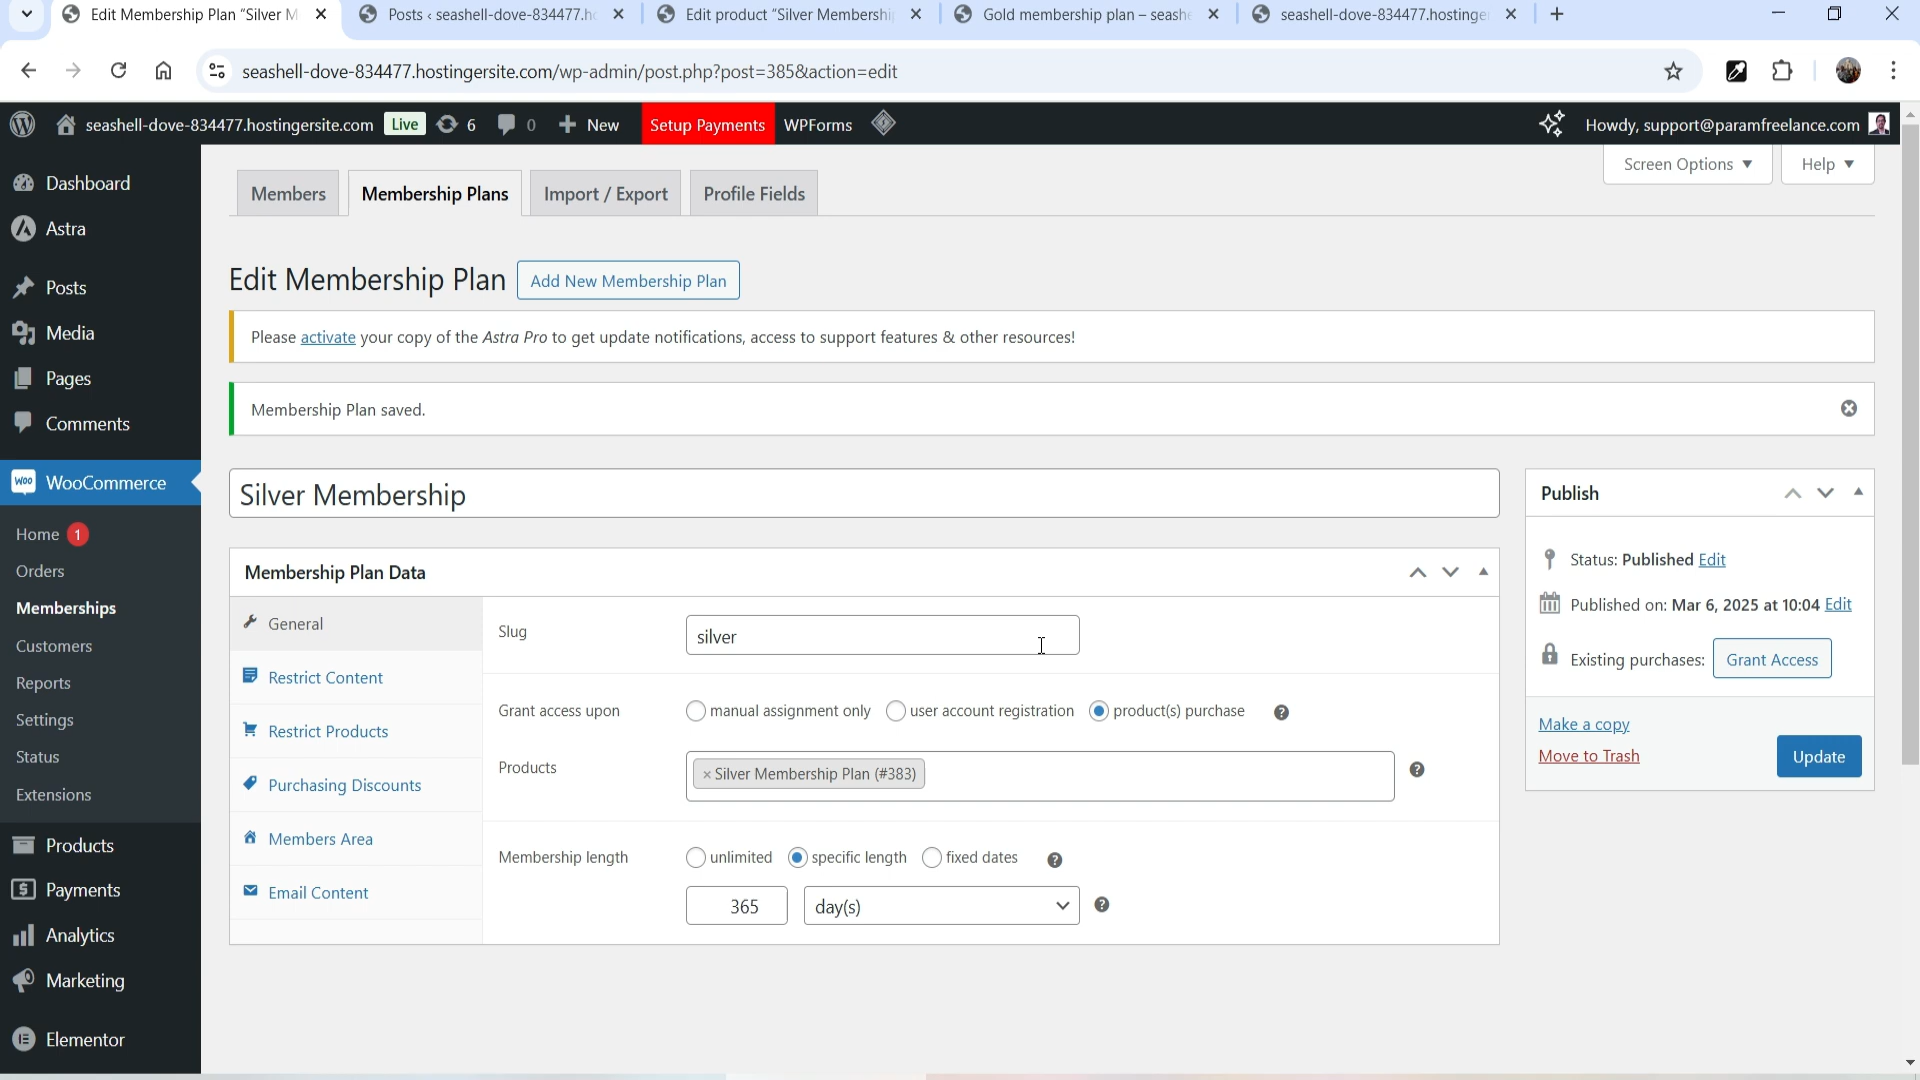 Edit Membership Plan "Silver M
Posts ‹ seashell-dove-834477.h
Edit product "Silver Membershi
Gold membership plan – seash
seashell-dove-834477.hostinge
seashell-dove-834477.hostingersite.com/wp-admin/post.php?post=385&action=edit
seashell-dove-834477.hostingersite.com Live 6 0 New Setup Payments WPForms Howdy, support@paramfreelance.com
Dashboard
Astra
Posts
Media
Pages
Comments
WooCommerce
Home 1
Orders
Memberships
Customers
Reports
Settings
Status
Extensions
Products
Payments
Analytics
Marketing
Elementor
Screen Options Help
Members Membership Plans Import / Export Profile Fields
Edit Membership Plan Add New Membership Plan
Please activate your copy of the Astra Pro to get update notifications, access to support features & other resources!
Membership Plan saved.
Silver Membership
Membership Plan Data
General
Restrict Content
Restrict Products
Purchasing Discounts
Members Area
Email Content
Slug silver
Grant access upon manual assignment only user account registration product(s) purchase ?
Products × Silver Membership Plan (#383) ?
Membership length unlimited specific length fixed dates ?
365 day(s) ?
Publish
Status: Published Edit
Published on: Mar 6, 2025 at 10:04 Edit
Existing purchases: Grant Access
Make a copy
Move to Trash
Update